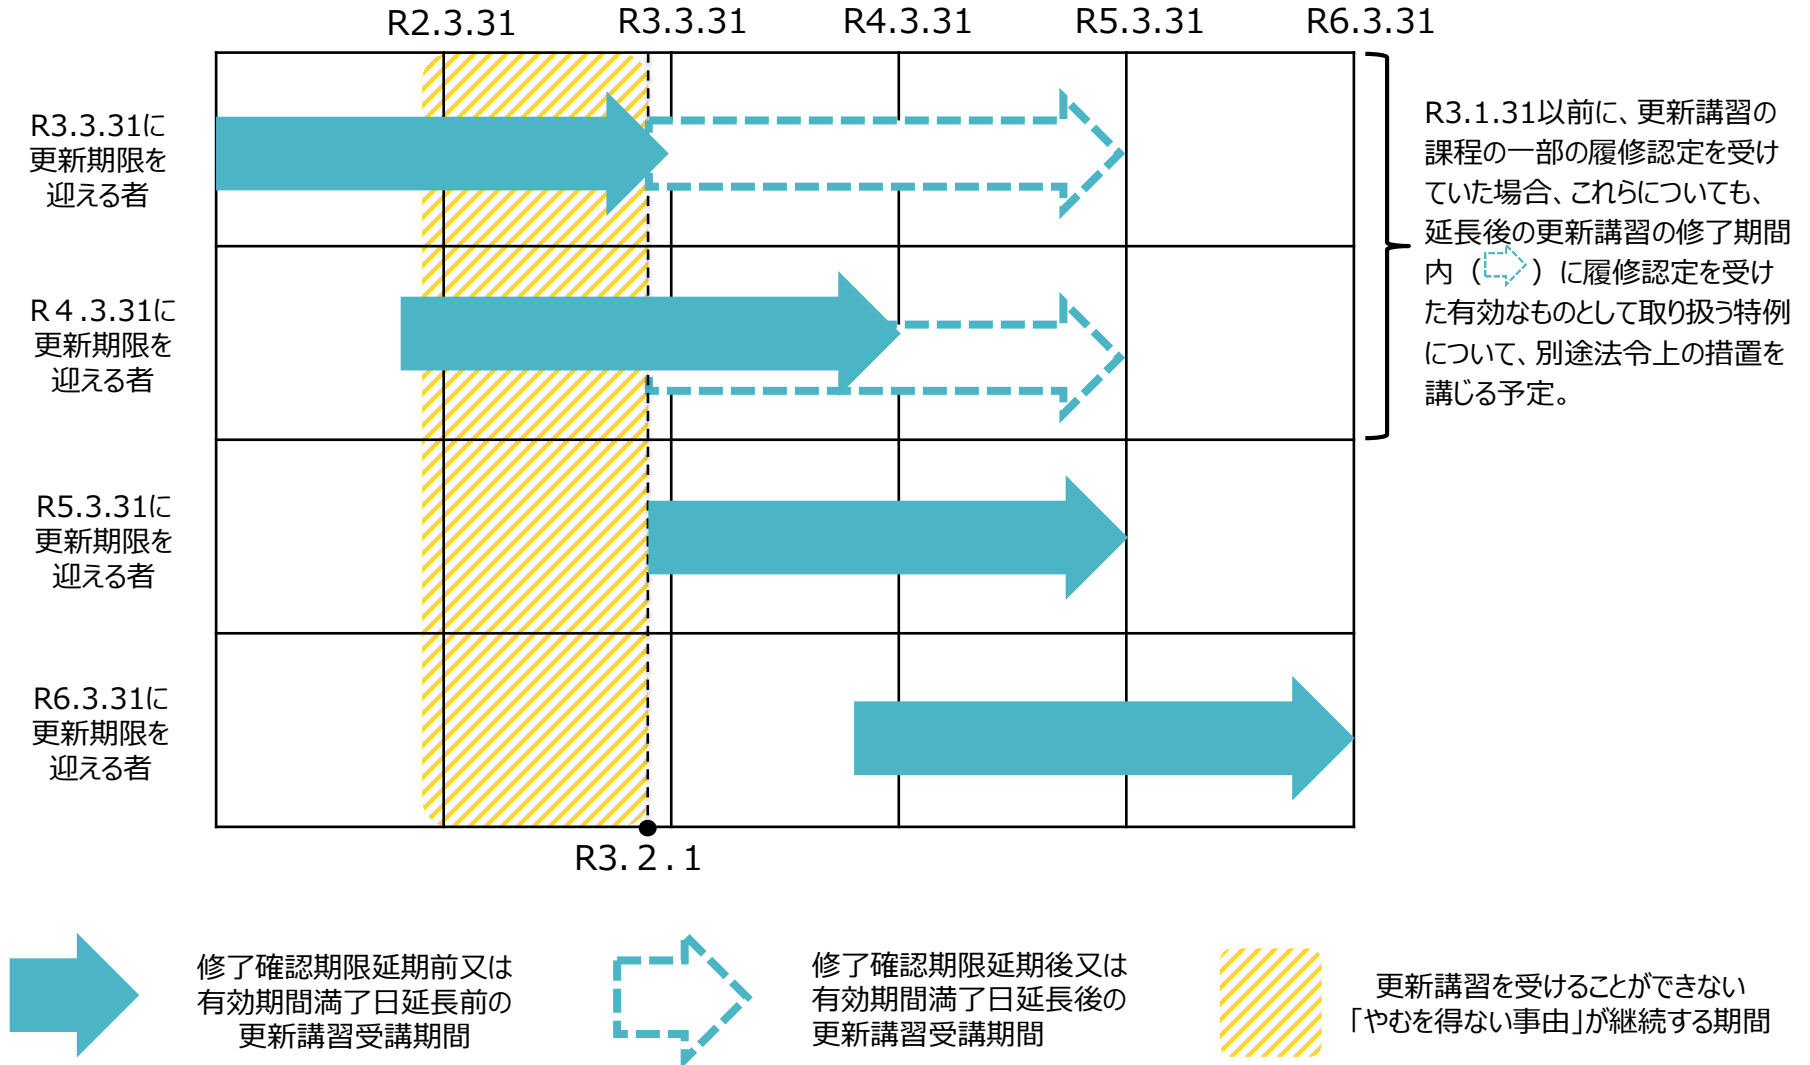 R2.3.31
R3.3.31
R4.3.31
R5.3.31
R6.3.31
R3.3.31に
更新期限を
迎える者
R４.3.31に
更新期限を
迎える者
R5.3.31に
更新期限を
迎える者
R6.3.31に
更新期限を
迎える者
R3.1.31以前に、更新講習の
課程の一部の履修認定を受け
ていた場合、これらについても、
延長後の更新講習の修了期間
内（ ）に履修認定を受け
た有効なものとして取り扱う特例
について、別途法令上の措置を
講じる予定。
R3.２.１
修了確認期限延期前又は
有効期間満了日延長前の
更新講習受講期間
修了確認期限延期後又は
有効期間満了日延長後の
更新講習受講期間
更新講習を受けることができない
「やむを得ない事由」が継続する期間